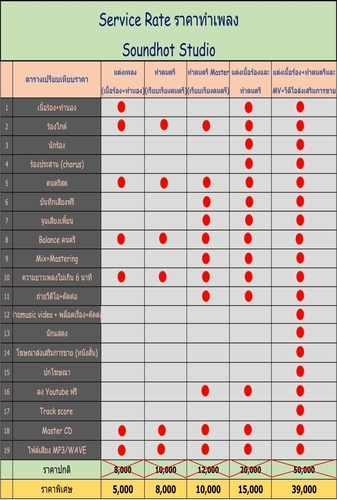 Service Rate ราคาทำเพลง
Soundhot Studio
ตารางเปรียบเทียบราคา
แต่งเพลง (เนื้อร้อง+ทำนอง)
ทำดนตรี (เรียบเรียงดนตรี)
ทำดนตรี Master (เรียบเรียงดนตรี)
แต่งเนื้อร้องและทำดนตรี
แต่งเนื้อร้อง+ทำดนตรีและ MV+วิดีโอส่งเสริมการขาย
1 เนื้อร้อง+ทำนอง
2 ร้องไกด์
3 นักร้อง
4 ร้องประสาน (chorus)
5 ดนตรีสด
6 บันทึกเสียงฟรี
7 จูนเสียงเพี้ยน
8 Balance ดนตรี
9 Mix+Mastering
10 ความยาวเพลงไม่เกิน 6 นาที
11 ถ่ายวีดีโอ+ตัดต่อ
12 music video + พล็อตเรื่อง+ตัดต่อ
13 นักแสดง
14 โฆษณาส่งเสริมการขาย (หนังสั้น)
15 ปกโฆษณา
16 ลง Youtube ฟรี
17 Track score
18 Master CD
19 ไฟล์เสียง MP3/WAVE
ราคาปกติ 8,000 10,000 12,000 20,000 50,000
ราคาพิเศษ 5,000 8,000 10,000 15,000 39,000